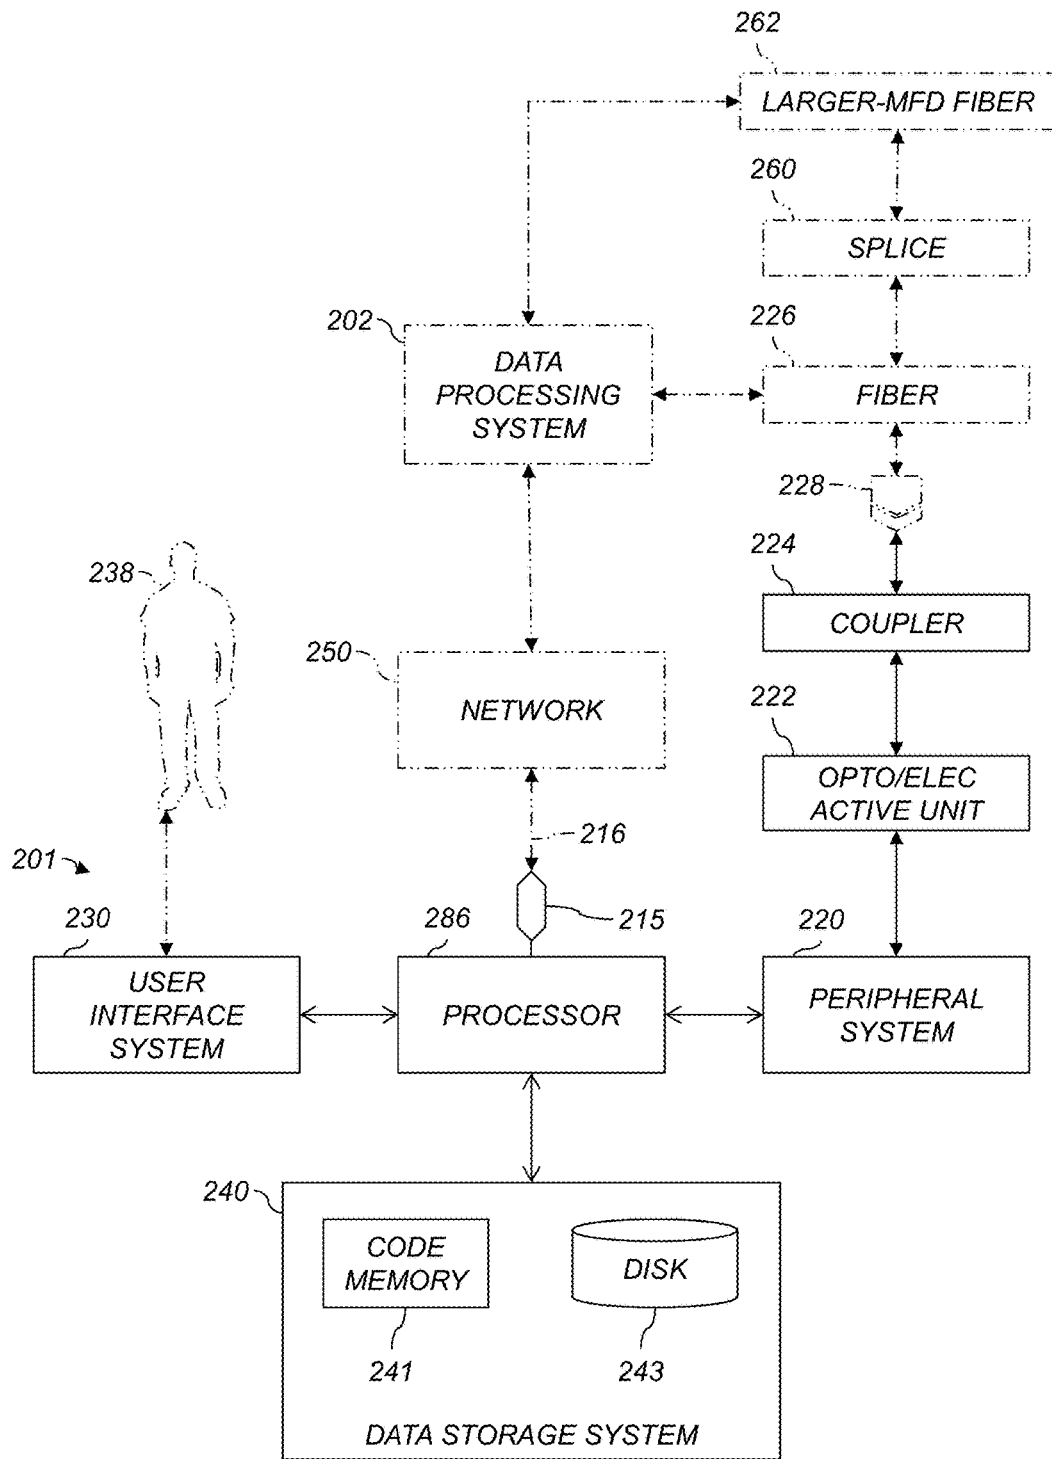 262
LARGER-MFD FIBER
260
SPLICE
202
226
DATA
PROCESSING
SYSTEM
FIBER
228
238
224
COUPLER
250
222
NETWORK
OPTO/ELEC
ACTIVE UNIT
216
201
230
286
215
220
USER
INTERFACE
SYSTEM
PROCESSOR
PERIPHERAL
SYSTEM
240
CODE
MEMORY
DISK
241
243
DATA STORAGE SYSTEM